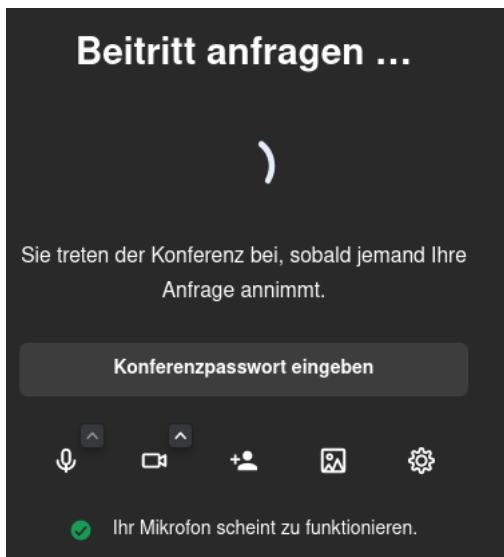 Beitritt anfragen …
Sie treten der Konferenz bei, sobald jemand Ihre
Anfrage annimmt.
Konferenzpasswort eingeben
Ihr Mikrofon scheint zu funktionieren.